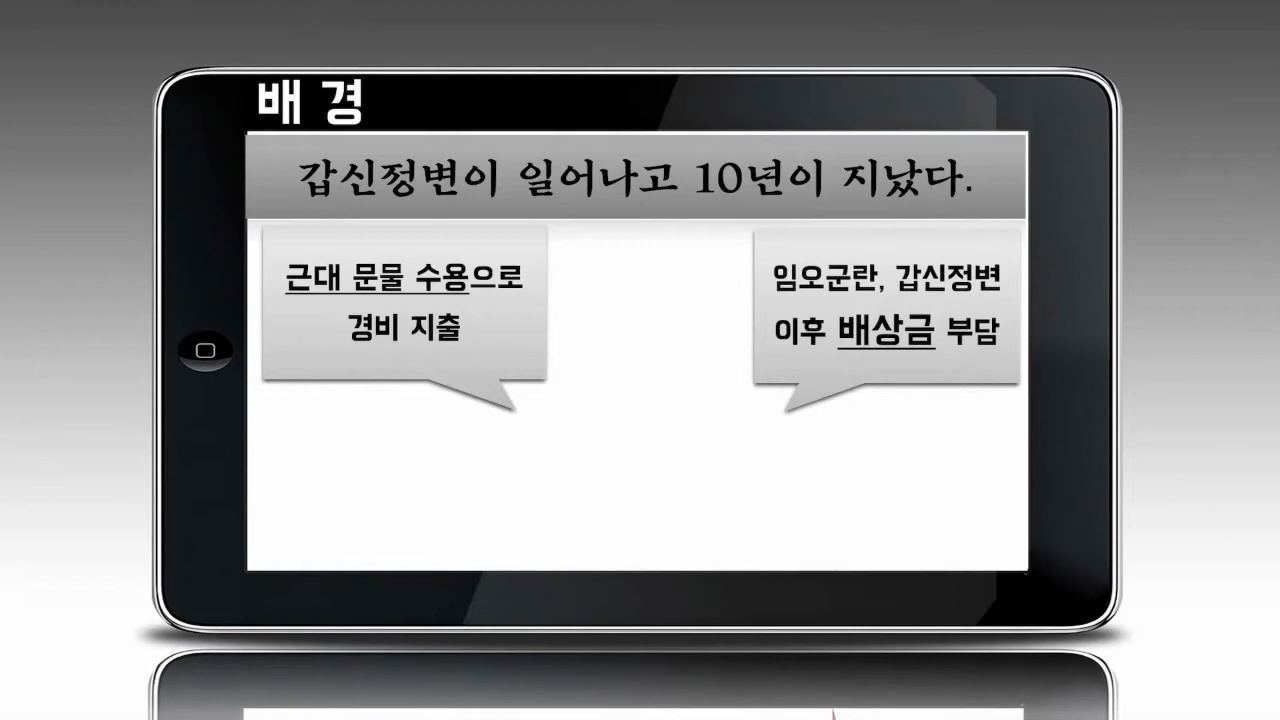 배 경
갑신정변이 일어나고 10년이 지났다.
근대 문물 수용으로
경비 지출
임오군란, 갑신정변
이후 배상금 부담